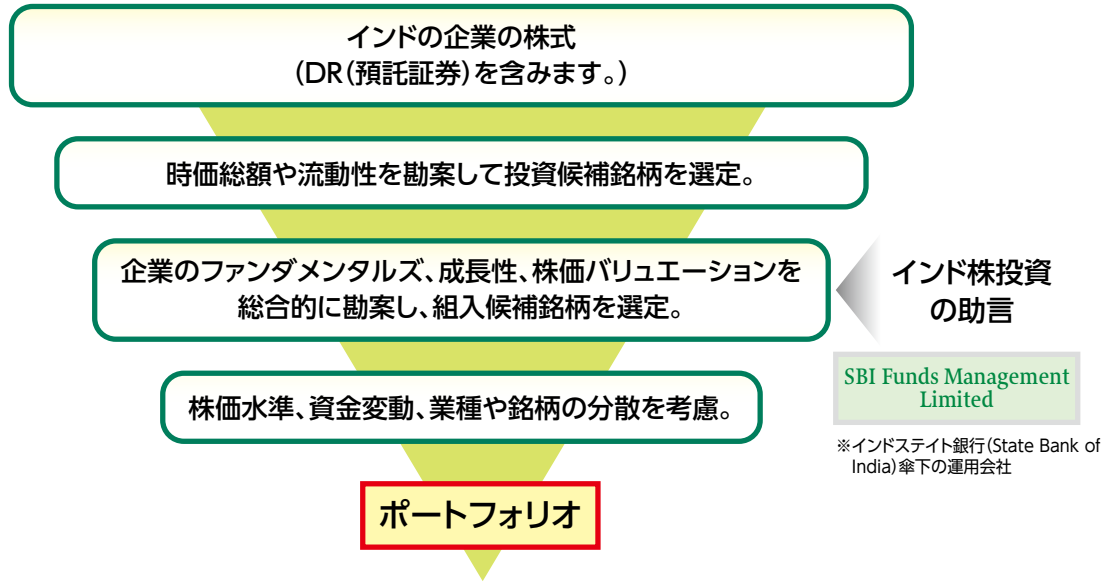 インドの企業の株式
（DR（預託証券）を含みます。）
時価総額や流動性を勘案して投資候補銘柄を選定。
企業のファンダメンタルズ、成長性、株価バリュエーションを
総合的に勘案し、組入候補銘柄を選定。
インド株投資
の助言
SBI Funds Management
Limited
※インドステイト銀行（State Bank of
India）傘下の運用会社
株価水準、資金変動、業種や銘柄の分散を考慮。
ポートフォリオ